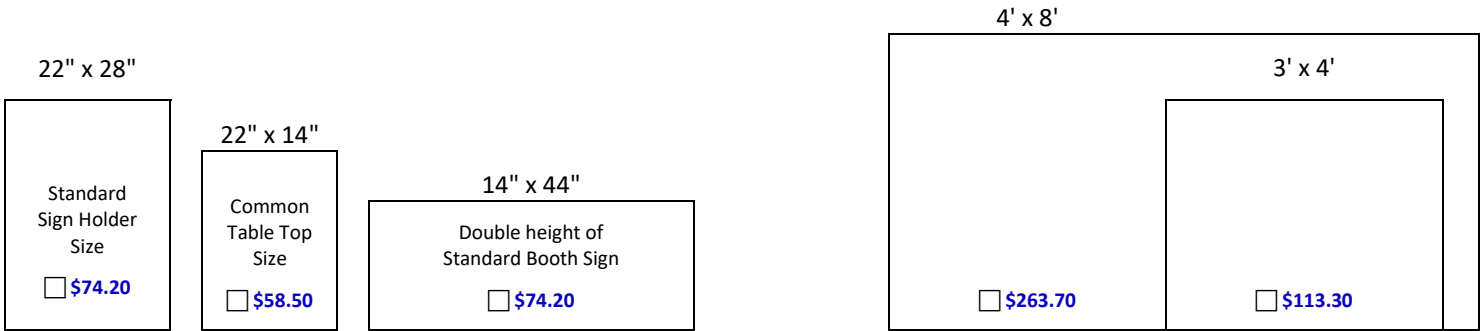 22" x 28"
Standard
Sign Holder
Size
$74.20
22" x 14"
Common
Table Top
Size
$58.50
14" x 44"
Double height of
Standard Booth Sign
$74.20
4' x 8'
$263.70
3' x 4'
$113.30